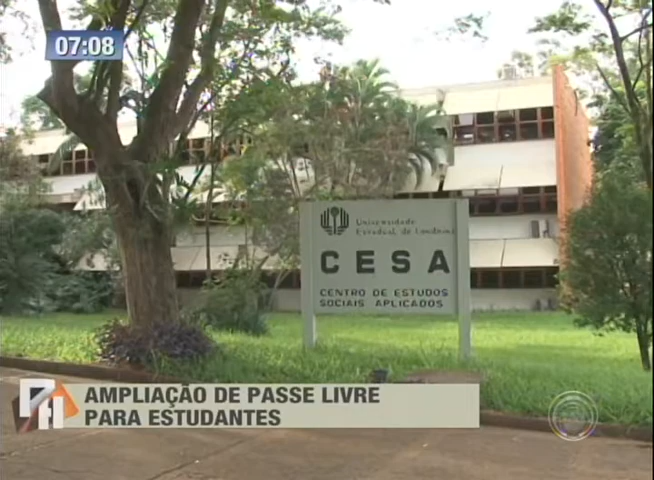 07:08
Universidade
Estadual de Londrina
CESA
CENTRO DE ESTUDOS
SOCIAIS APLICADOS
AMPLIAÇÃO DE PASSE LIVRE
PARA ESTUDANTES